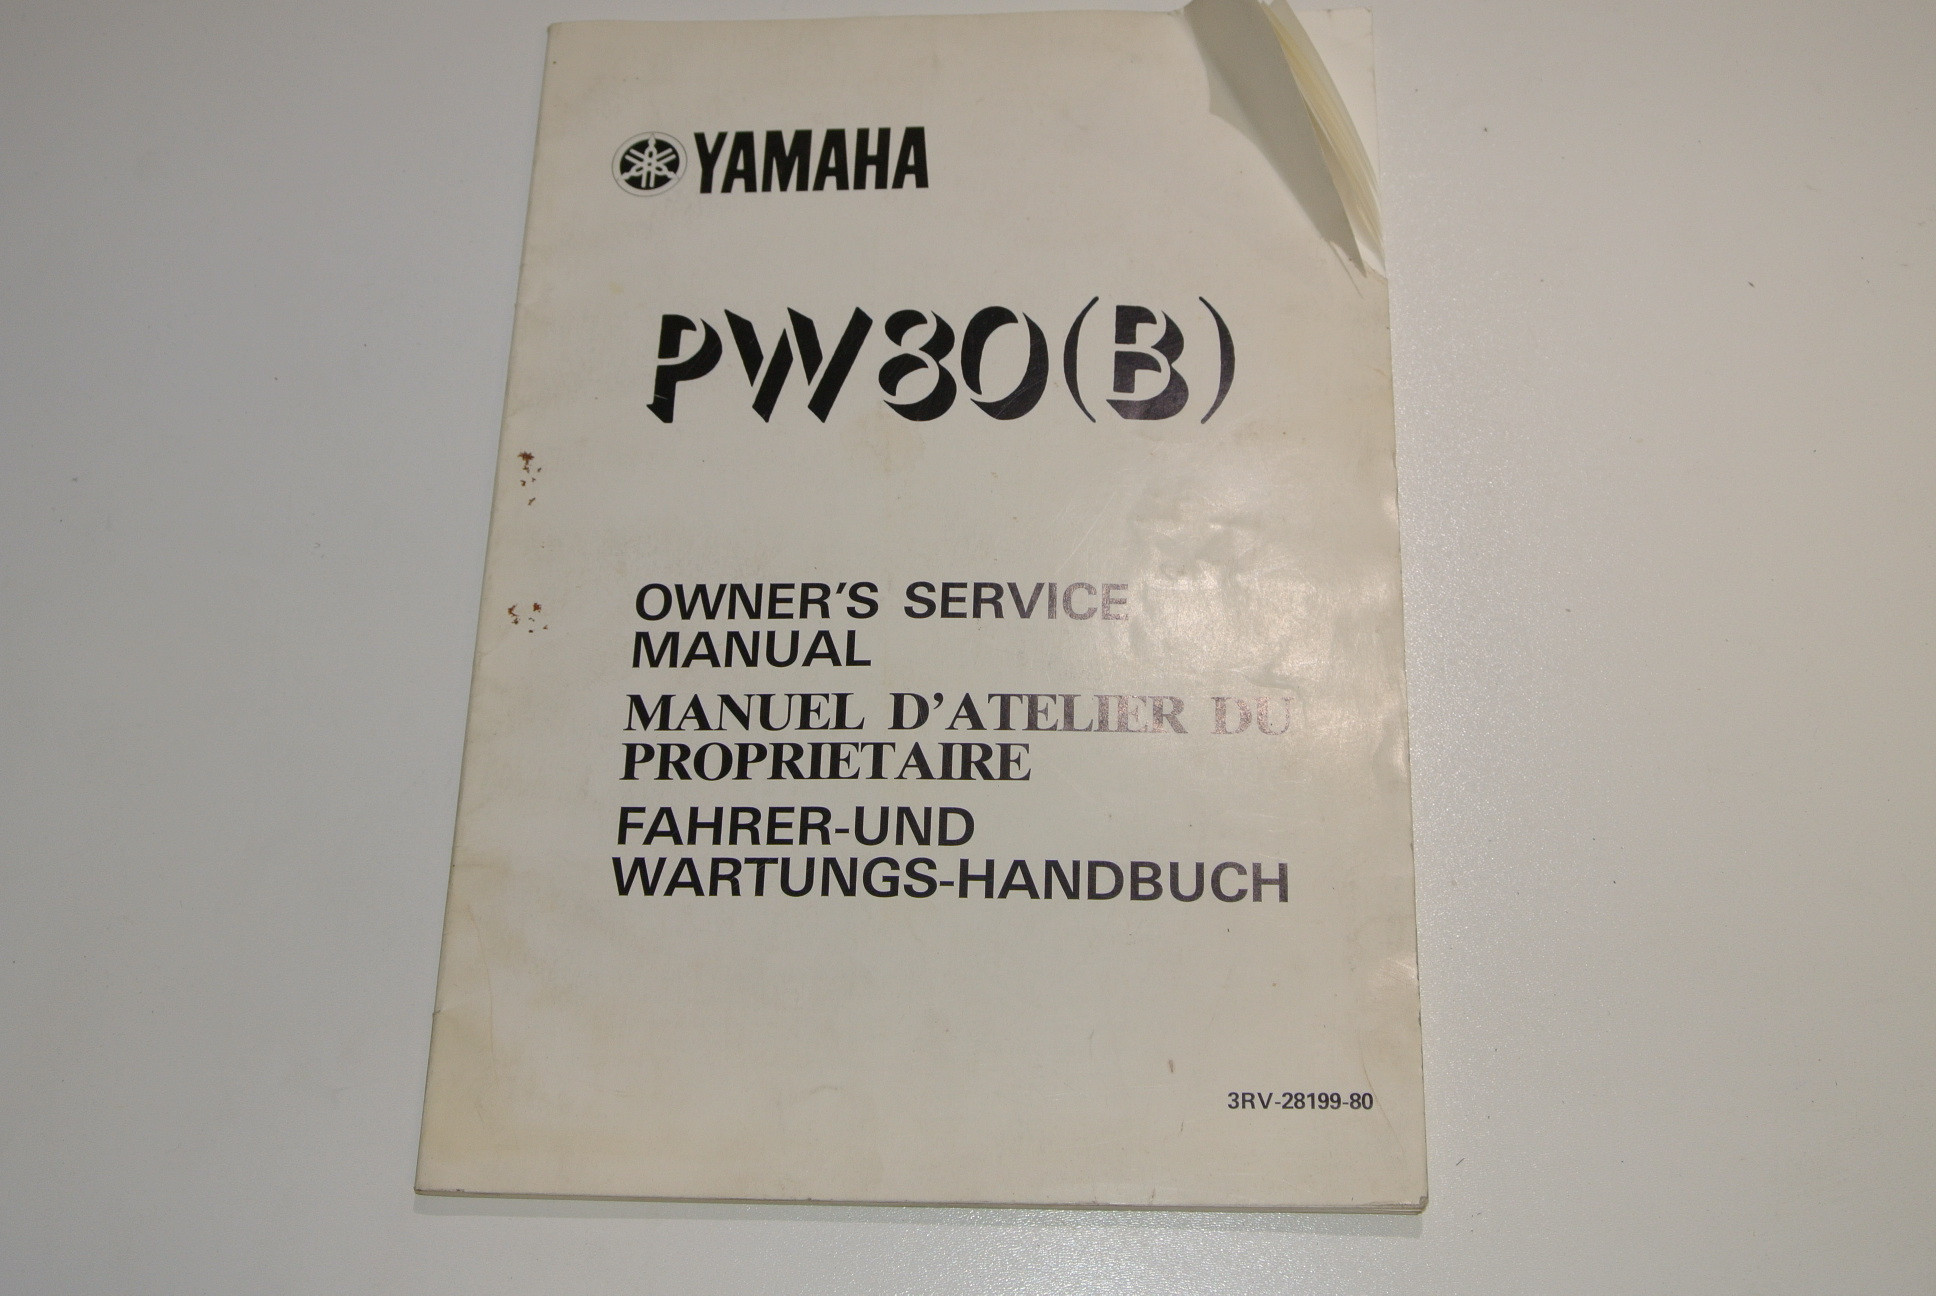 YAMAHA
PW80(B)
OWNER'S SERVICE
MANUAL
MANUEL D'ATELIER DU
PROPRIETAIRE
FAHRER-UND
WARTUNGS-HANDBUCH
3RV-28199-80